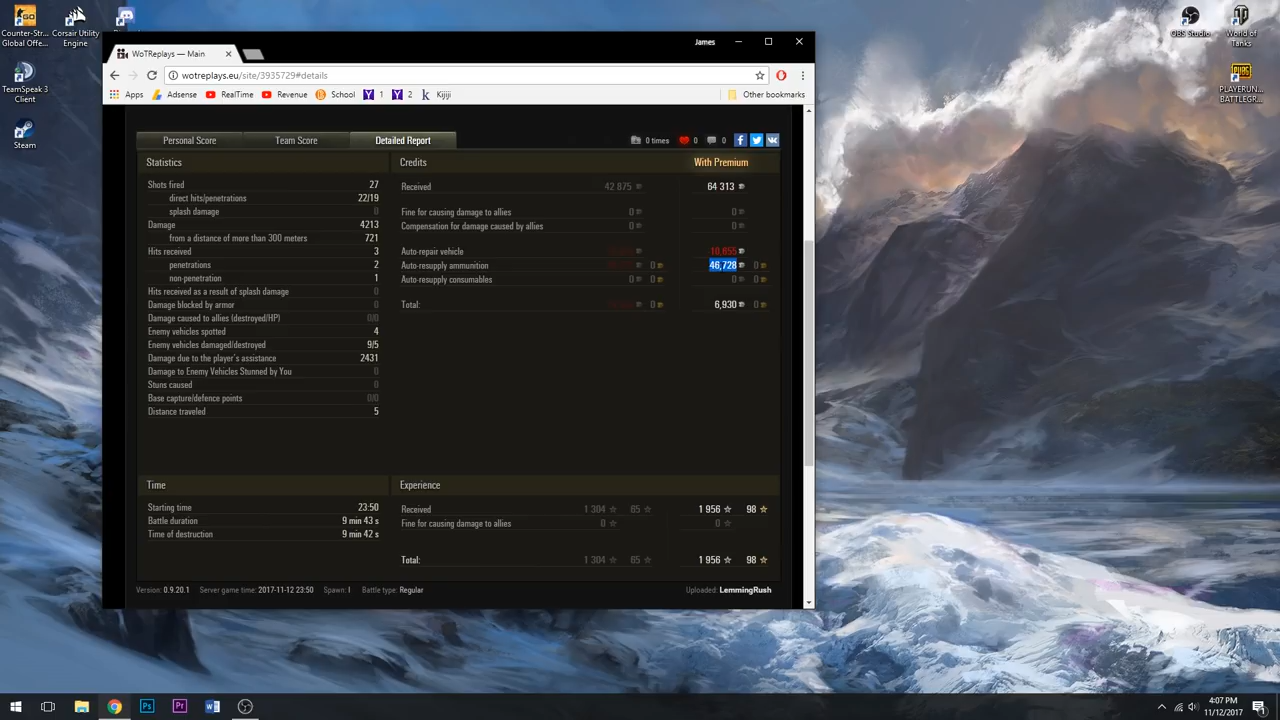 Counter-Str...
Global Offe...
Corsair Utility
Engine
Discord
TeamSpeak 3
Client
Steam
OBS Studio
World of
Tanks
PLAYERUN...
BATTLEGR...
WoTReplays — Main
James
wotreplays.eu/site/3935729#details
Apps Adsense RealTime Revenue School 1 2 Kijiji Other bookmarks
Personal Score Team Score Detailed Report 0 times 0 0
Statistics Credits With Premium
Shots fired 27
direct hits/penetrations 22/19
splash damage 0
Damage 4213
from a distance of more than 300 meters 721
Hits received 3
penetrations 2
non-penetration 1
Hits received as a result of splash damage 0
Damage blocked by armor 0
Damage caused to allies (destroyed/HP) 0/0
Enemy vehicles spotted 4
Enemy vehicles damaged/destroyed 9/5
Damage due to the player's assistance 2431
Damage to Enemy Vehicles Stunned by You 0
Stuns caused 0
Base capture/defence points 0/0
Distance traveled 5
Received 42 875 64 313
Fine for causing damage to allies 0 0
Compensation for damage caused by allies 0 0
Auto-repair vehicle 10,655
Auto-resupply ammunition 0 46,728 0
Auto-resupply consumables 0 0 0 0
Total: 0 6,930 0
Time Experience
Starting time 23:50
Battle duration 9 min 43 s
Time of destruction 9 min 42 s
Received 1 304 65 1 956 98
Fine for causing damage to allies 0 0
Total: 1 304 65 1 956 98
Version: 0.9.20.1 Server game time: 2017-11-12 23:50 Spawn: I Battle type: Regular Uploaded: LemmingRush
Ps Pr W
4:07 PM
11/12/2017